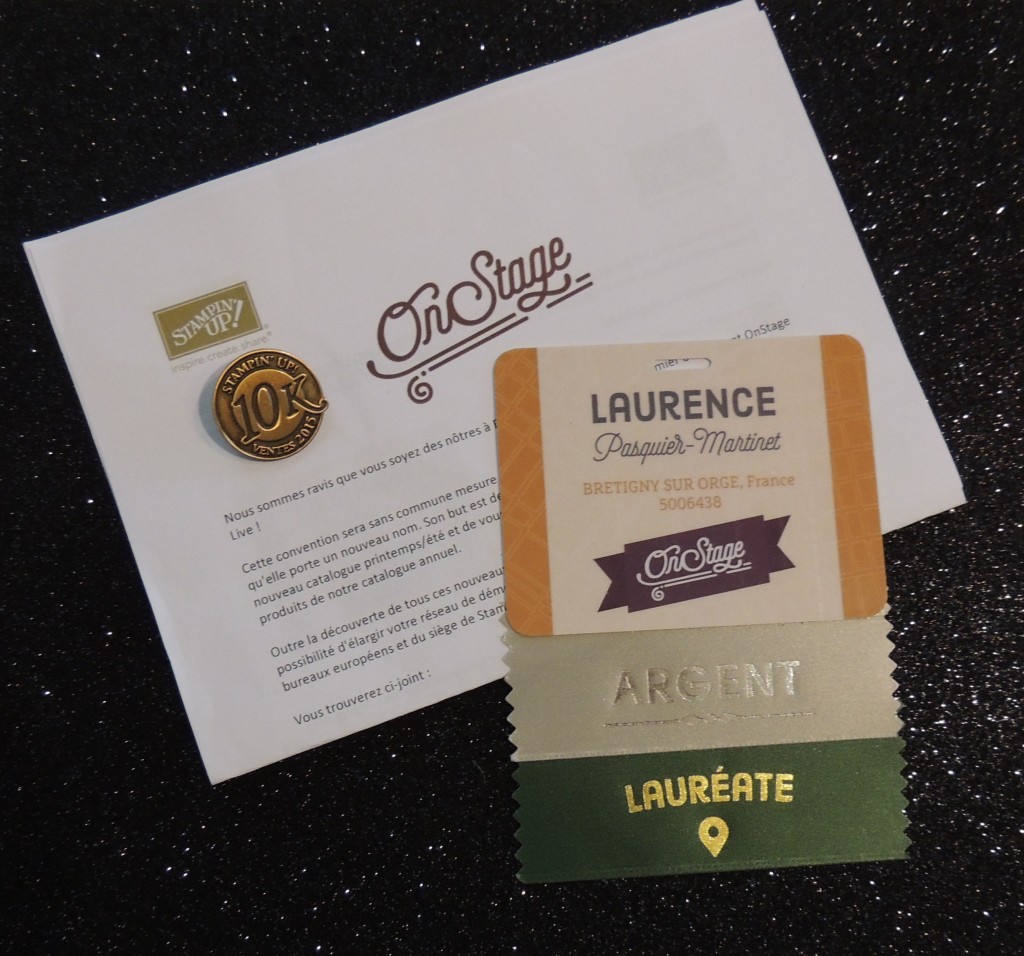 STAMPIN' UP!
inspire.create.share.
OnStage
STAMPIN' UP!
10K
VENTES 2015
OnStage
Nous sommes ravis que vous soyez des nôtres à
Live !
Cette convention sera sans commune mesure
qu'elle porte un nouveau nom. Son but est de
nouveau catalogue printemps/été et de vous
produits de notre catalogue annuel.
Outre la découverte de tous ces nouveaux
possibilité d'élargir votre réseau de
bureaux européens et du siège de
Vous trouverez ci-joint :
LAURENCE
Pasquier-Martinet
BRETIGNY SUR ORGE, France
5006438
OnStage
ARGENT
LAURÉATE